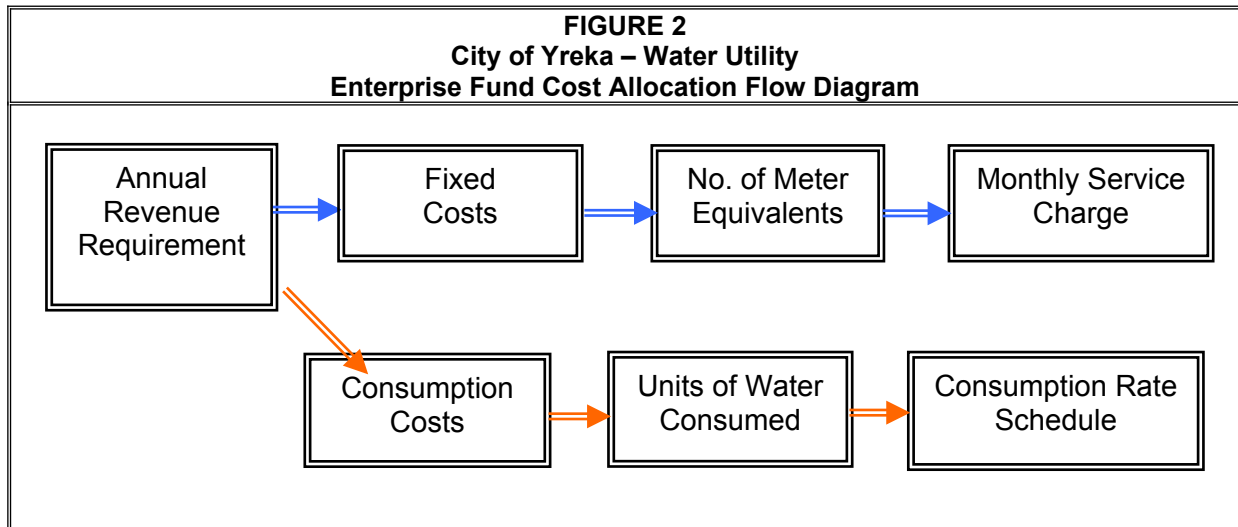 FIGURE 2
City of Yreka – Water Utility
Enterprise Fund Cost Allocation Flow Diagram
Annual
Revenue
Requirement
Fixed
Costs
No. of Meter
Equivalents
Monthly Service
Charge
Consumption
Costs
Units of Water
Consumed
Consumption Rate
Schedule